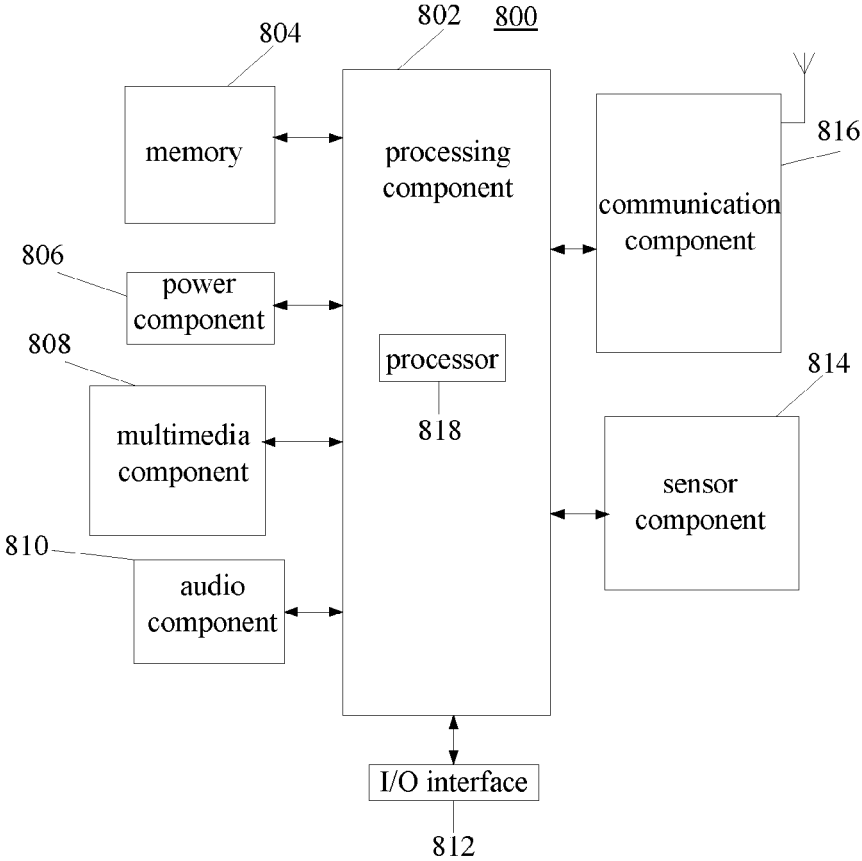 802
800
804
memory
processing
component
816
communication
component
806
power
component
808
processor
818
814
multimedia
component
sensor
component
810
audio
component
I/O interface
812